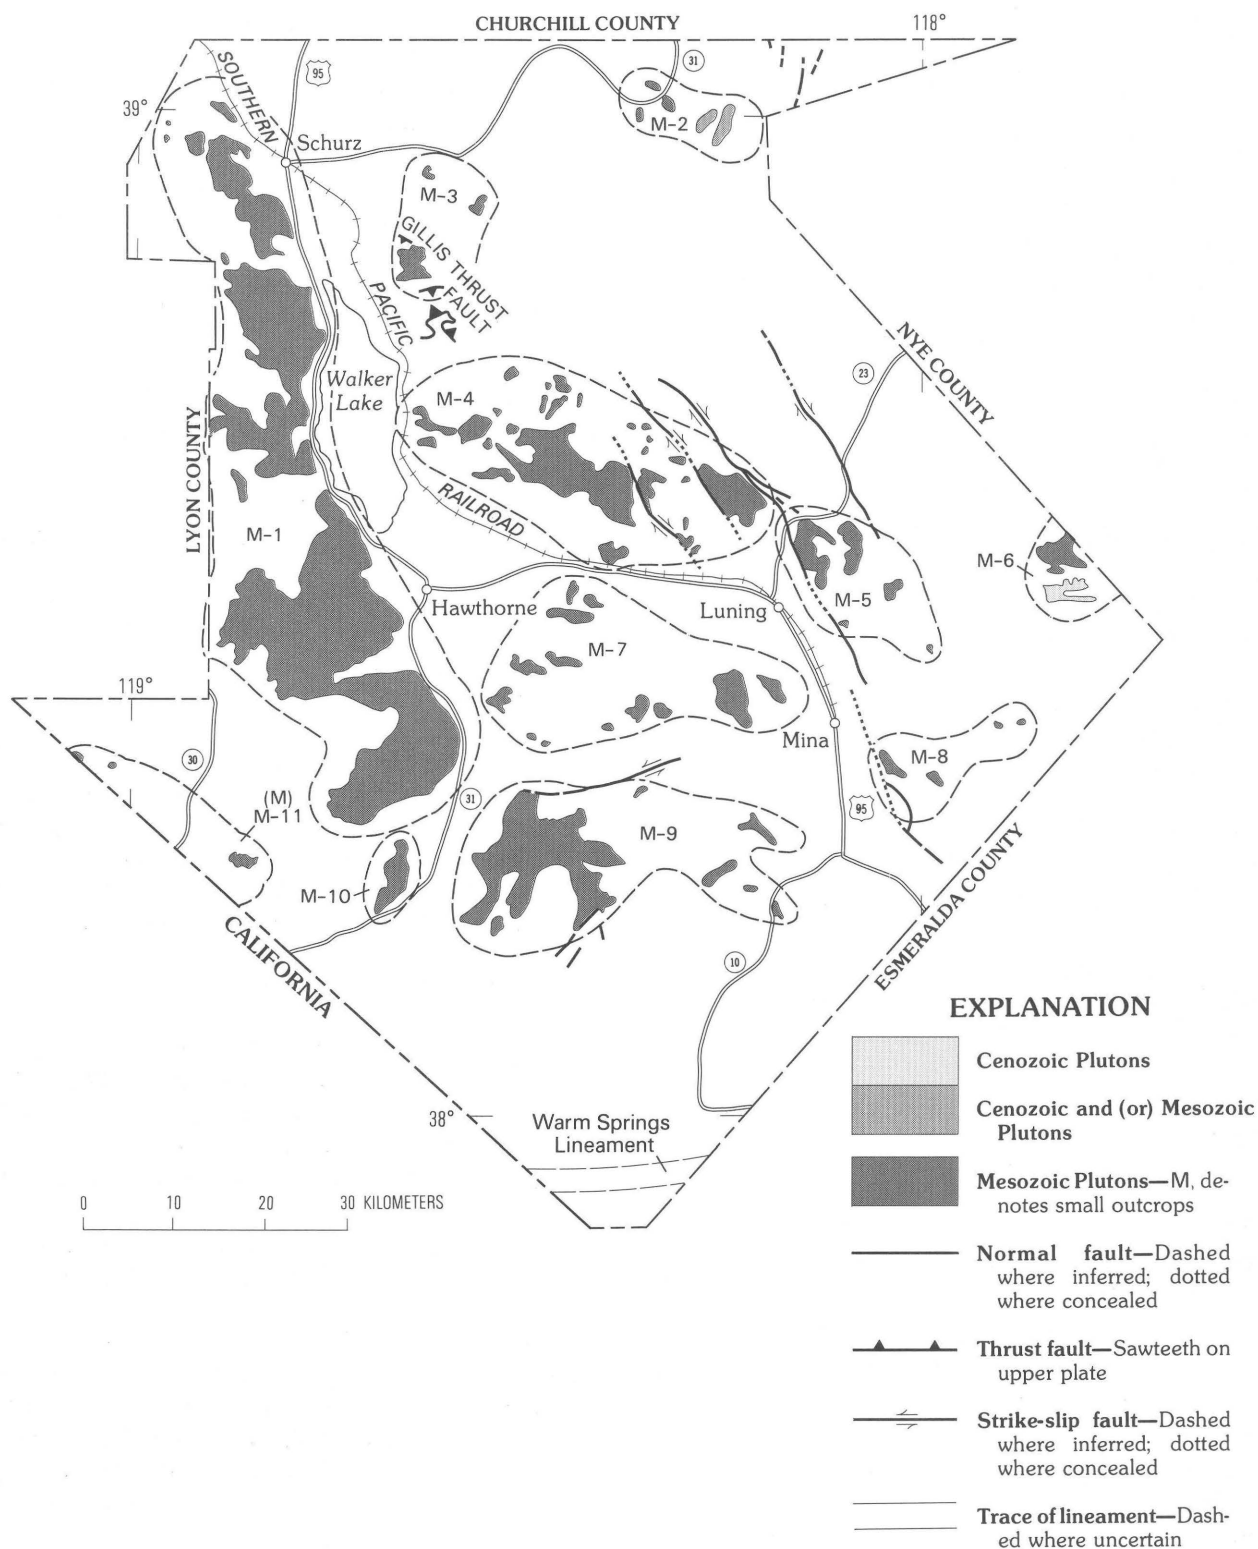 CHURCHILL COUNTY
118°
SOUTHERN
95
31
39°
M-2
Schurz
M-3
GILLIS THRUST
FAULT
PACIFIC
NYE COUNTY
23
Walker
Lake
M-4
LYON COUNTY
RAILROAD
M-1
M-6
Hawthorne
Luning
M-5
M-7
119°
Mina
30
M-8
(M)
M-11
31
95
M-9
M-10
CALIFORNIA
10
ESMERALDA COUNTY
38°
Warm Springs
Lineament
0 10 20 30 KILOMETERS
EXPLANATION
Cenozoic Plutons
Cenozoic and (or) Mesozoic
Plutons
Mesozoic Plutons—M, de-
notes small outcrops
Normal fault—Dashed
where inferred; dotted
where concealed
Thrust fault—Sawteeth on
upper plate
Strike-slip fault—Dashed
where inferred; dotted
where concealed
Trace of lineament—Dash-
ed where uncertain